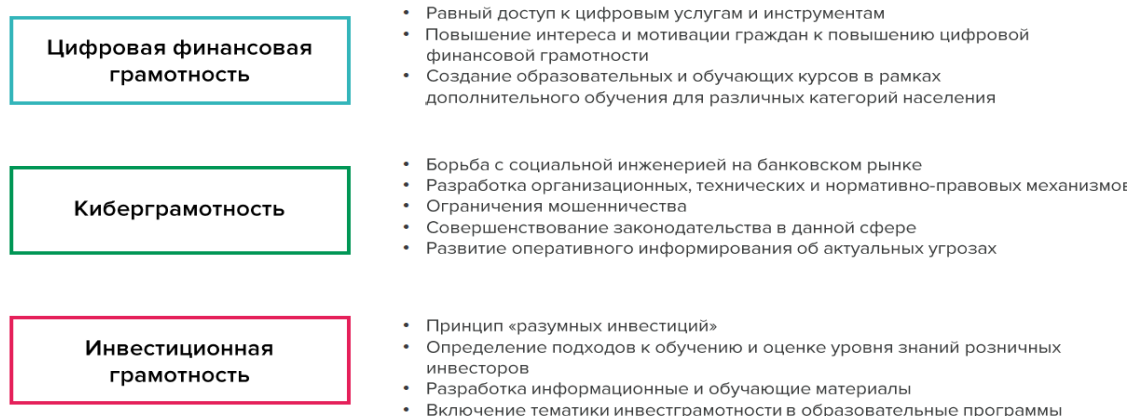 Цифровая финансовая
грамотность
• Равный доступ к цифровым услугам и инструментам
• Повышение интереса и мотивации граждан к повышению цифровой
финансовой грамотности
• Создание образовательных и обучающих курсов в рамках
дополнительного обучения для различных категорий населения
Киберграмотность
• Борьба с социальной инженерией на банковском рынке
• Разработка организационных, технических и нормативно-правовых механизмов
• Ограничения мошенничества
• Совершенствование законодательства в данной сфере
• Развитие оперативного информирования об актуальных угрозах
Инвестиционная
грамотность
• Принцип «разумных инвестиций»
• Определение подходов к обучению и оценке уровня знаний розничных
инвесторов
• Разработка информационные и обучающие материалы
• Включение тематики инвестграмотности в образовательные программы